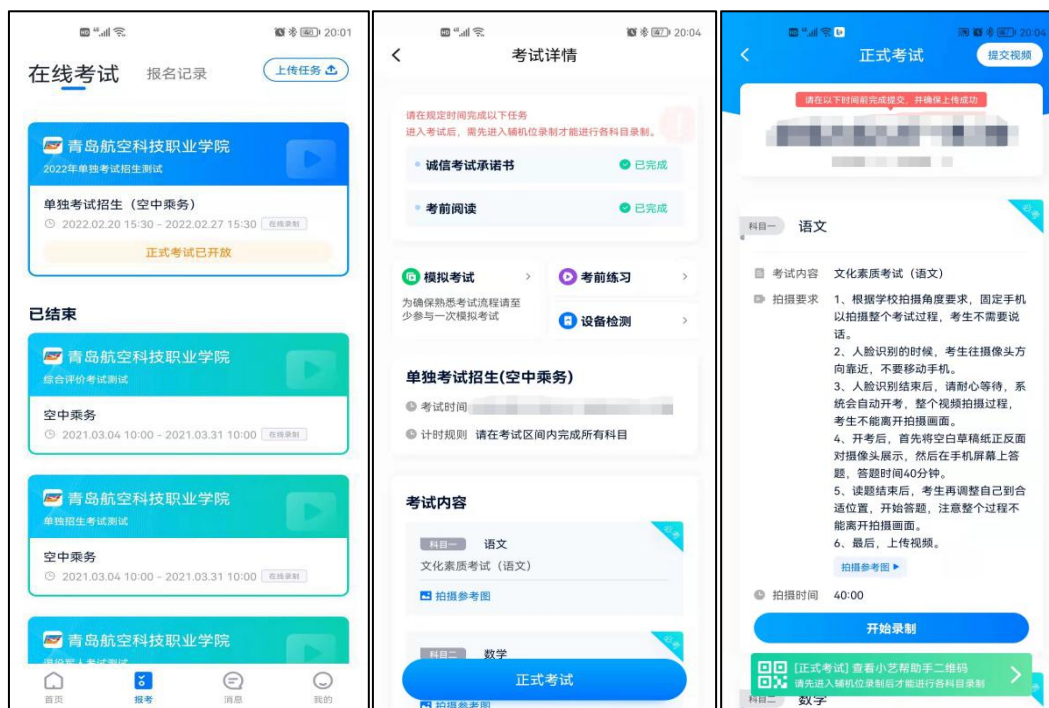 20:01
在线考试
报名记录
上传任务
青岛航空科技职业学院
2022年单独考试招生测试
单独考试招生（空中乘务）
2022.02.20 15:30 - 2022.02.27 15:30 在线录制
正式考试已开放
已结束
青岛航空科技职业学院
综合评价考试测试
空中乘务
2021.03.04 10:00 - 2021.03.31 10:00 在线录制
青岛航空科技职业学院
单独招生考试测试
空中乘务
2021.03.04 10:00 - 2021.03.31 10:00 在线录制
青岛航空科技职业学院
首页
报考
消息
我的
20:04
考试详情
请在规定时间完成以下任务
进入考试后，需先进入辅机位录制才能进行各科目录制。
诚信考试承诺书
已完成
考前阅读
已完成
模拟考试
为确保熟悉考试流程请至
少参与一次模拟考试
考前练习
设备检测
单独考试招生(空中乘务)
考试时间
计时规则 请在考试区间内完成所有科目
考试内容
科目一 语文
必考
文化素质考试（语文）
拍摄参考图
科目二 数学
正式考试
拍摄参考图
20:04
正式考试
提交视频
请在以下时间前完成提交，并确保上传成功
必考
科目一 语文
考试内容 文化素质考试（语文）
拍摄要求 1、根据学校拍摄角度要求，固定手机
以拍摄整个考试过程，考生不需要说
话。
2、人脸识别的时候，考生往摄像头方
向靠近，不要移动手机。
3、人脸识别结束后，请耐心等待，系
统会自动开考，整个视频拍摄过程，
考生不能离开拍摄画面。
4、开考后，首先将空白草稿纸正反面
对摄像头展示，然后在手机屏幕上答
题，答题时间40分钟。
5、读题结束后，考生再调整自己到合
适位置，开始答题，注意整个过程不
能离开拍摄画面。
6、最后，上传视频。
拍摄参考图
拍摄时间 40:00
开始录制
[正式考试] 查看小艺帮助手二维码
请先进入辅机位录制后才能进行各科目录制
科目二 数学